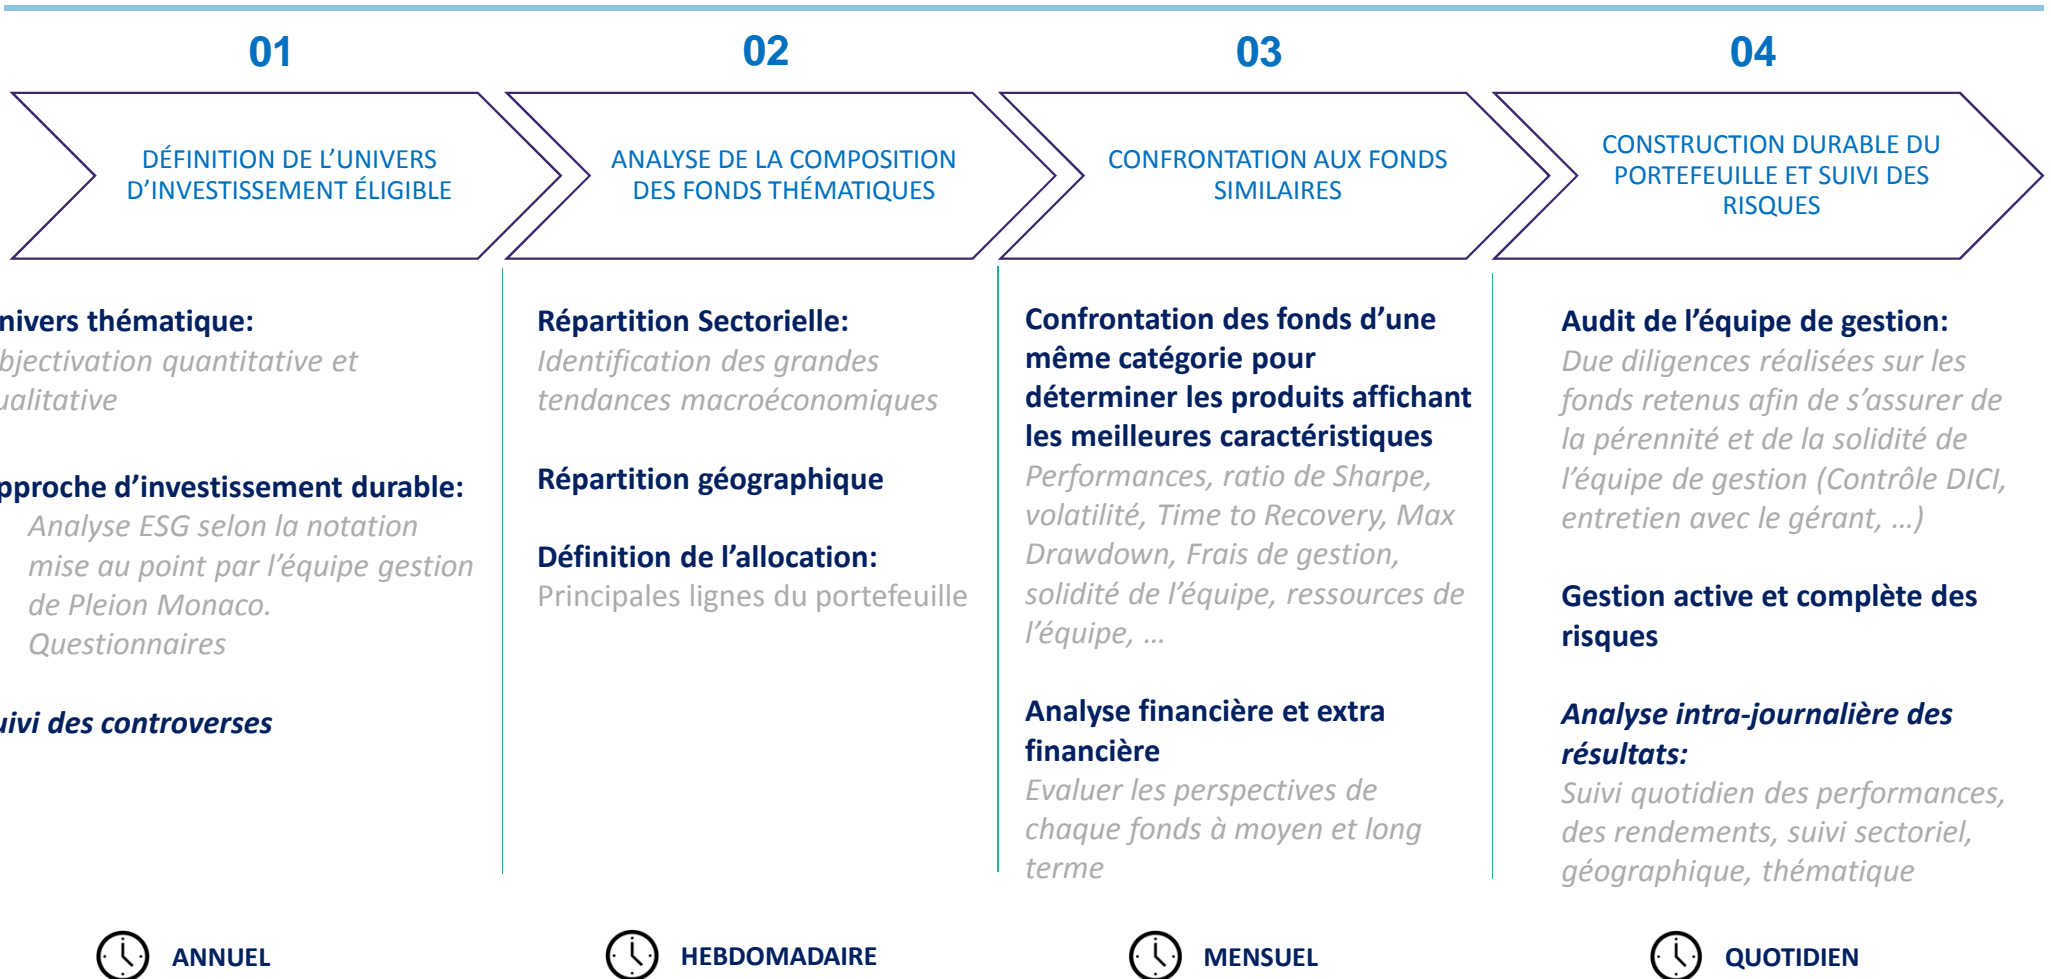 01
DÉFINITION DE L’UNIVERS
D’INVESTISSEMENT ÉLIGIBLE
nivers thématique:
bjectivation quantitative et
ualitative
pproche d’investissement durable:
Analyse ESG selon la notation
mise au point par l’équipe gestion
de Pleion Monaco.
Questionnaires
uivi des controverses
ANNUEL
02
ANALYSE DE LA COMPOSITION
DES FONDS THÉMATIQUES
Répartition Sectorielle:
Identification des grandes
tendances macroéconomiques
Répartition géographique
Définition de l’allocation:
Principales lignes du portefeuille
HEBDOMADAIRE
03
CONFRONTATION AUX FONDS
SIMILAIRES
Confrontation des fonds d’une
même catégorie pour
déterminer les produits affichant
les meilleures caractéristiques
Performances, ratio de Sharpe,
volatilité, Time to Recovery, Max
Drawdown, Frais de gestion,
solidité de l’équipe, ressources de
l’équipe, …
Analyse financière et extra
financière
Evaluer les perspectives de
chaque fonds à moyen et long
terme
MENSUEL
04
CONSTRUCTION DURABLE DU
PORTEFEUILLE ET SUIVI DES
RISQUES
Audit de l’équipe de gestion:
Due diligences réalisées sur les
fonds retenus afin de s’assurer de
la pérennité et de la solidité de
l’équipe de gestion (Contrôle DICI,
entretien avec le gérant, …)
Gestion active et complète des
risques
Analyse intra-journalière des
résultats:
Suivi quotidien des performances,
des rendements, suivi sectoriel,
géographique, thématique
QUOTIDIEN